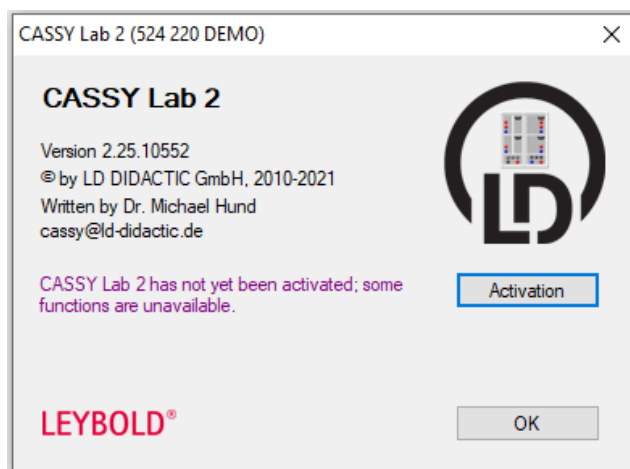 CASSY Lab 2 (524 220 DEMO)
CASSY Lab 2
Version 2.25.10552
© by LD DIDACTIC GmbH, 2010-2021
Written by Dr. Michael Hund
cassy@ld-didactic.de
LD
CASSY Lab 2 has not yet been activated; some
functions are unavailable.
Activation
LEYBOLD®
OK